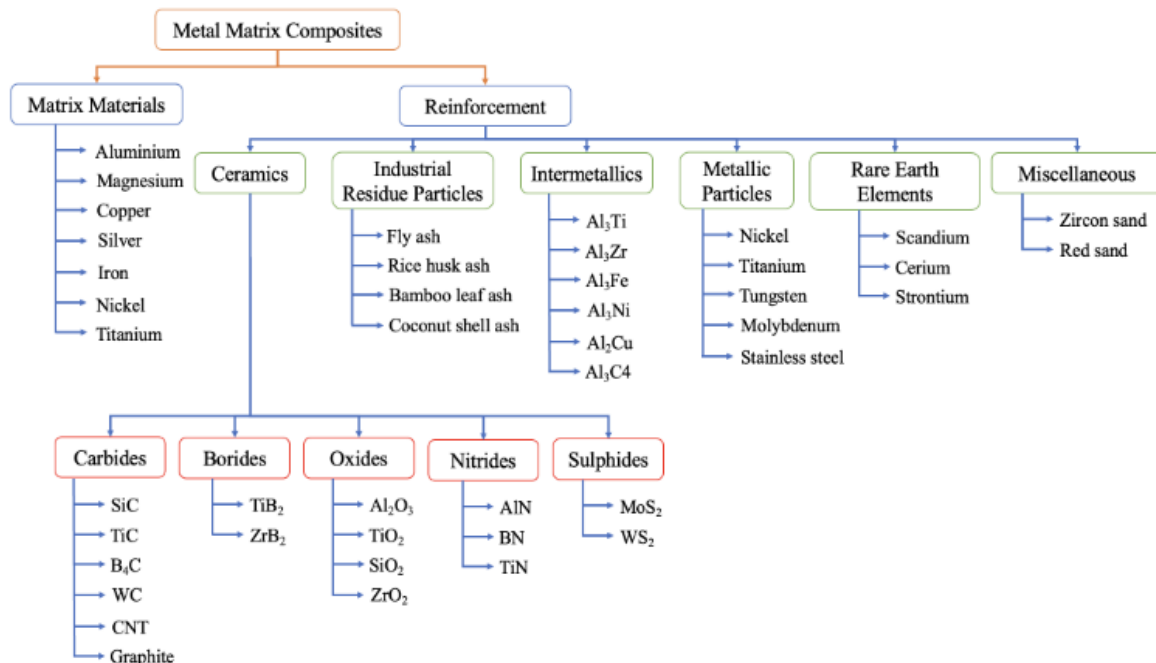 Metal Matrix Composites
Matrix Materials
Reinforcement
Aluminium
Magnesium
Copper
Silver
Iron
Nickel
Titanium
Ceramics
Industrial
Residue Particles
Intermetallics
Metallic
Particles
Rare Earth
Elements
Miscellaneous
Fly ash
Rice husk ash
Bamboo leaf ash
Coconut shell ash
Al₃Ti
Al₃Zr
Al₃Fe
Al₃Ni
Al₂Cu
Al₃C4
Nickel
Titanium
Tungsten
Molybdenum
Stainless steel
Scandium
Cerium
Strontium
Zircon sand
Red sand
Carbides
Borides
Oxides
Nitrides
Sulphides
SiC
TiC
B₄C
WC
CNT
Graphite
TiB₂
ZrB₂
Al₂O₃
TiO₂
SiO₂
ZrO₂
AlN
BN
TiN
MoS₂
WS₂